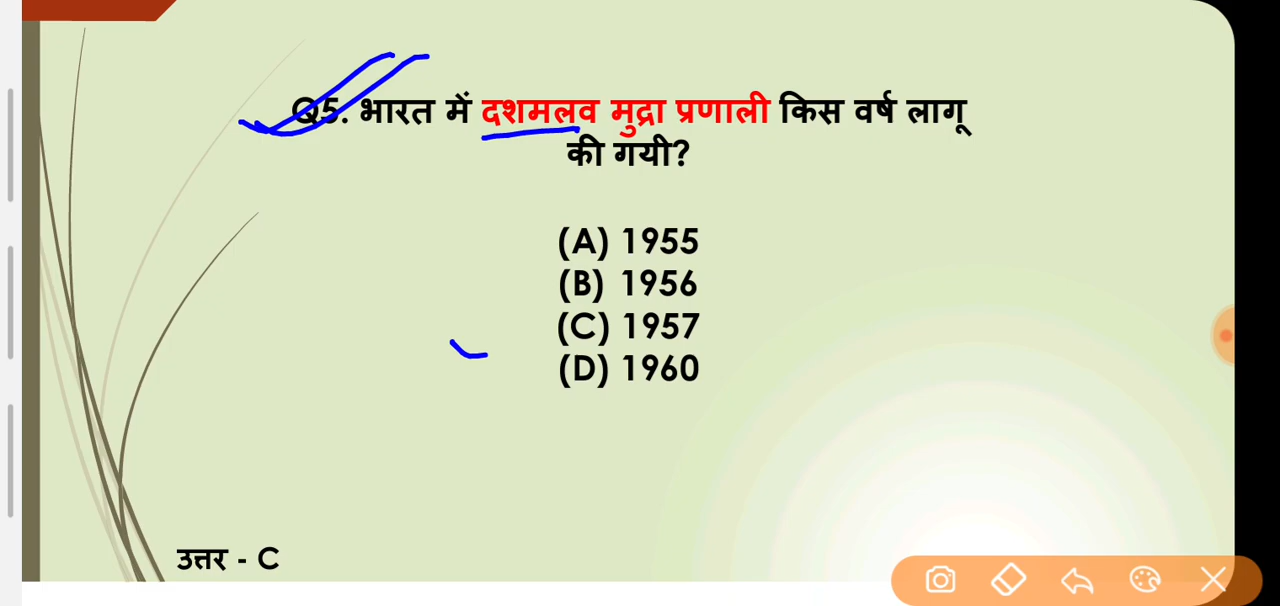 Q5. भारत में दशमलव मुद्रा प्रणाली किस वर्ष लागू
की गयी?
(A) 1955
(B) 1956
(C) 1957
(D) 1960
उत्तर - C